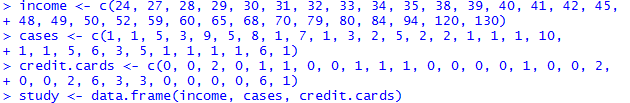 > income <- c(24, 27, 28, 29, 30, 31, 32, 33, 34, 35, 38, 39, 40, 41, 42, 45,
+ 48, 49, 50, 52, 59, 60, 65, 68, 70, 79, 80, 84, 94, 120, 130)
> cases <- c(1, 1, 5, 3, 9, 5, 8, 1, 7, 1, 3, 2, 5, 2, 2, 1, 1, 1, 10,
+ 1, 1, 5, 6, 3, 5, 1, 1, 1, 1, 6, 1)
> credit.cards <- c(0, 0, 2, 0, 1, 1, 0, 0, 1, 1, 1, 0, 0, 0, 0, 1, 0, 0, 2,
+ 0, 0, 2, 6, 3, 3, 0, 0, 0, 0, 6, 1)
> study <- data.frame(income, cases, credit.cards)